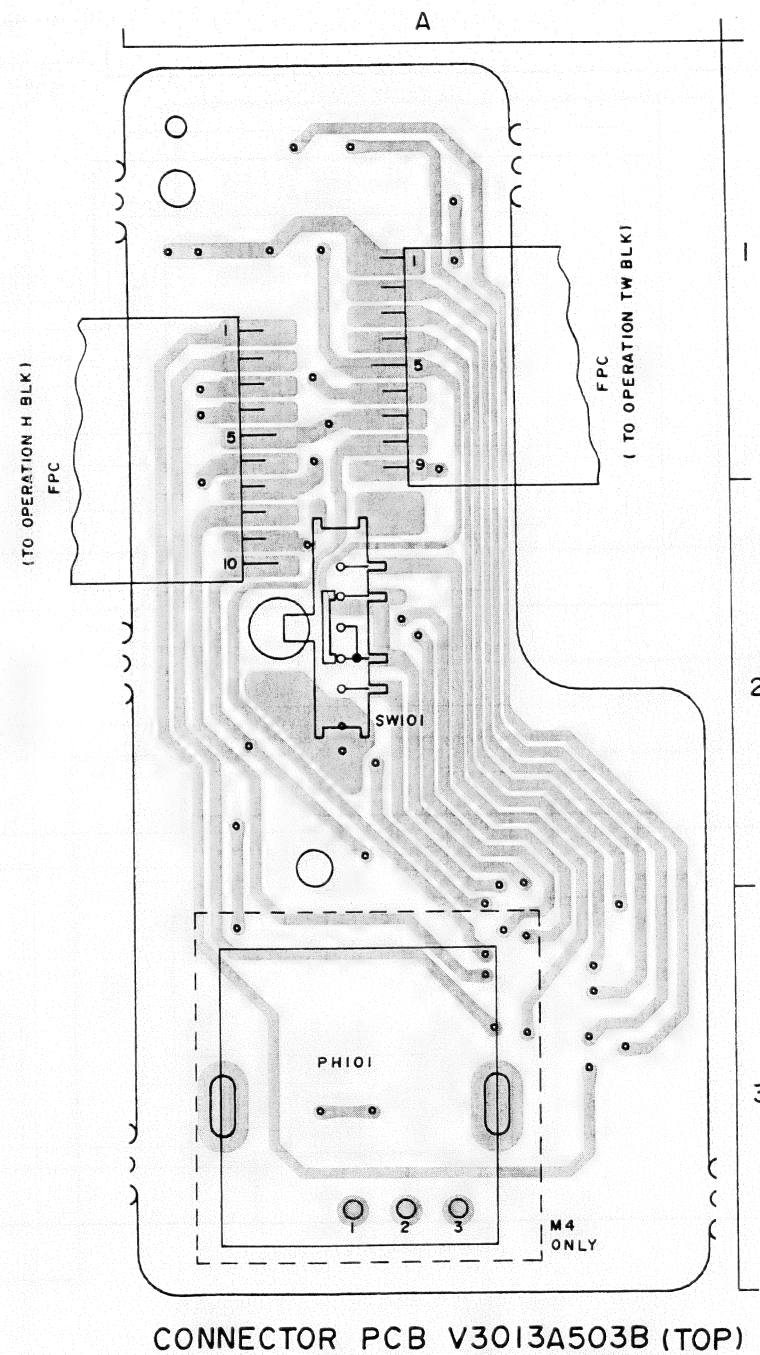 A
1
(TO OPERATION TW BLK)
FPC
1
5
9
(TO OPERATION H BLK)
FPC
1
5
10
2
SW101
3
PH101
1 2 3
M4
ONLY
CONNECTOR PCB V3013A503B (TOP)